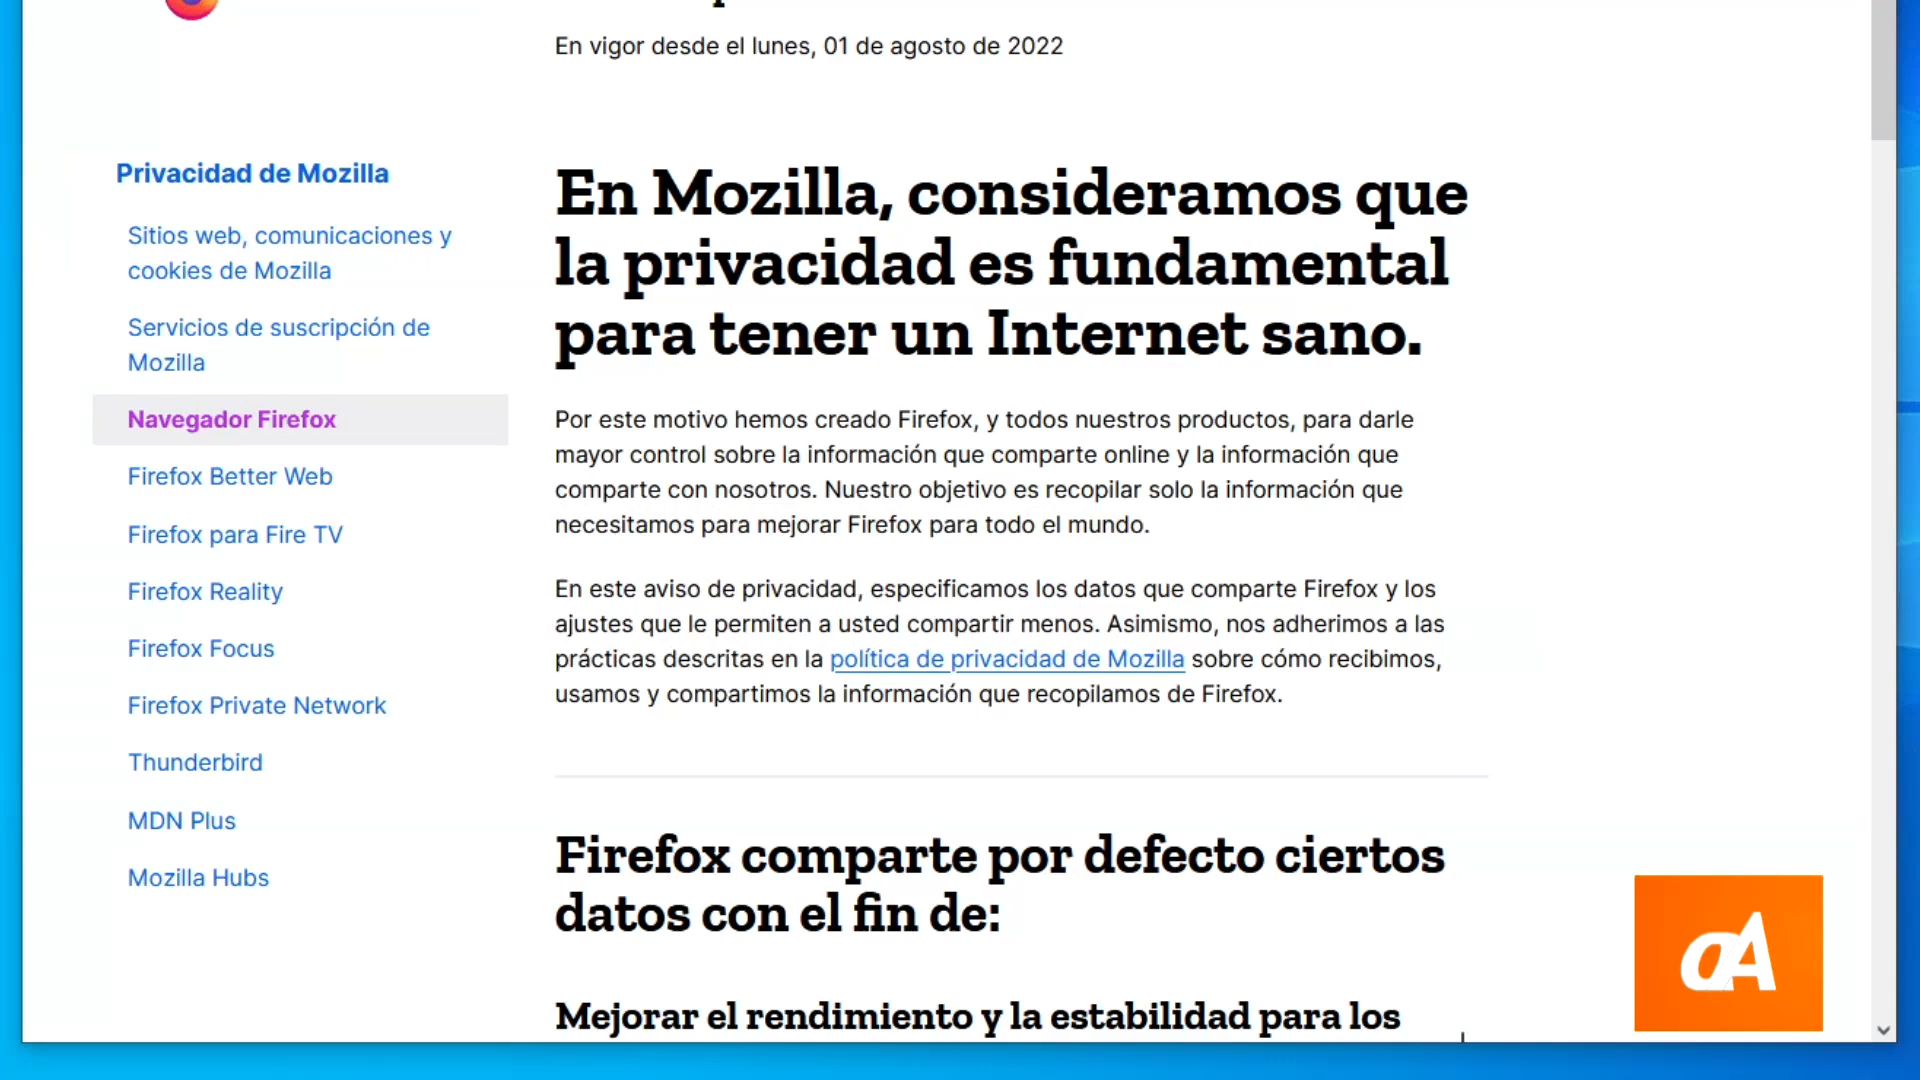 En vigor desde el lunes, 01 de agosto de 2022
Privacidad de Mozilla
Sitios web, comunicaciones y
cookies de Mozilla
Servicios de suscripción de
Mozilla
Navegador Firefox
Firefox Better Web
Firefox para Fire TV
Firefox Reality
Firefox Focus
Firefox Private Network
Thunderbird
MDN Plus
Mozilla Hubs
En Mozilla, consideramos que
la privacidad es fundamental
para tener un Internet sano.
Por este motivo hemos creado Firefox, y todos nuestros productos, para darle
mayor control sobre la información que comparte online y la información que
comparte con nosotros. Nuestro objetivo es recopilar solo la información que
necesitamos para mejorar Firefox para todo el mundo.
En este aviso de privacidad, especificamos los datos que comparte Firefox y los
ajustes que le permiten a usted compartir menos. Asimismo, nos adherimos a las
prácticas descritas en la política de privacidad de Mozilla sobre cómo recibimos,
usamos y compartimos la información que recopilamos de Firefox.
Firefox comparte por defecto ciertos
datos con el fin de:
Mejorar el rendimiento y la estabilidad para los